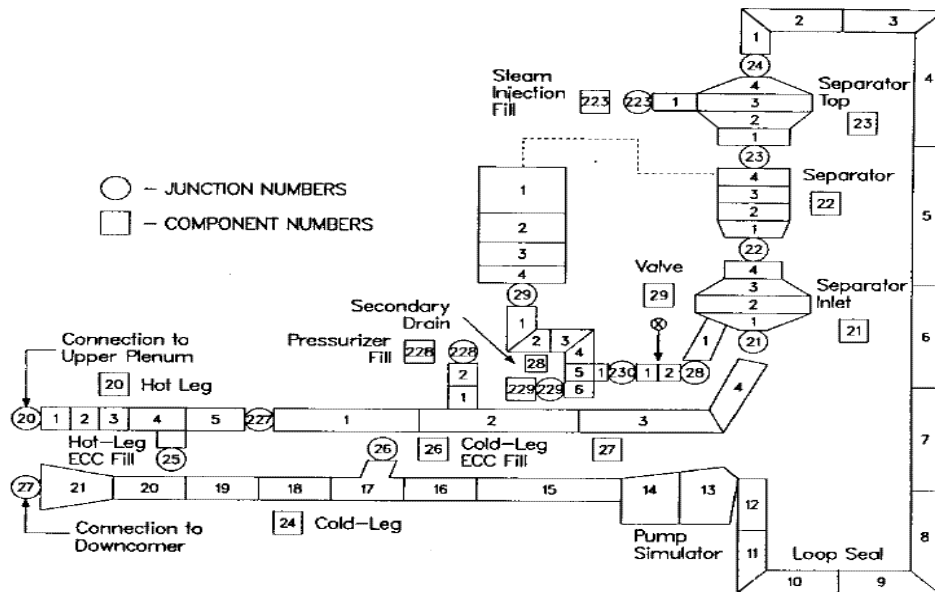 2 3
1
24
4
Steam
Injection
Fill
223 223 1
4
3
2
1
Separator
Top
23
23
○ – JUNCTION NUMBERS
□ – COMPONENT NUMBERS
1
2
3
4
4
3
2
1
Separator
22
5
22
Valve
29
29
4
3
2
1
Separator
Inlet
21
21
Secondary
Drain
1
2 3
4
28
5 1 230 1 2 28
1
6
229 229 6
Pressurizer
Fill
228 228
2
1
Connection to
Upper Plenum
20 Hot Leg
20 1 2 3 4 5 227 1 2 3 4
Hot-Leg
ECC Fill
25
26
26
Cold-Leg
ECC Fill
27
7
27 21 20 19 18 17 16 15 14 13
12
11
Connection to
Downcomer
24 Cold-Leg
Pump
Simulator
Loop Seal
8
10 9